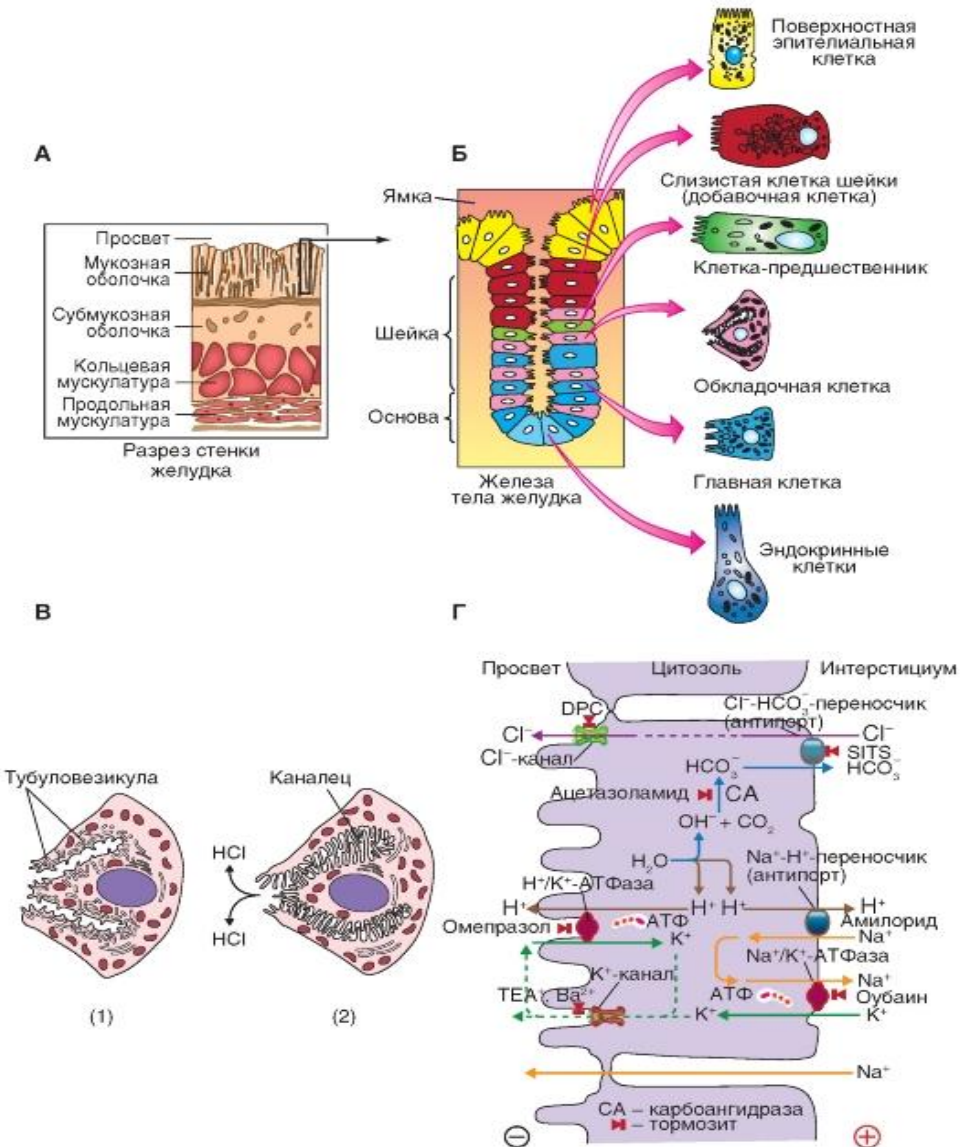 А
Просвет
Мукозная
оболочка
Субмукозная
оболочка
Кольцевая
мускулатура
Продольная
мускулатура
Разрез стенки
желудка
Б
Ямка
Шейка
Основа
Железа
тела желудка
Поверхностная
эпителиальная
клетка
Слизистая клетка шейки
(добавочная клетка)
Клетка-предшественник
Обкладочная клетка
Главная клетка
Эндокринные
клетки
В
Тубуловезикула
Каналец
HCl
HCl
(1)
(2)
Г
Просвет
Цитозоль
Интерстициум
DPC
Cl⁻-HCO₃⁻-переносчик
(антипорт)
Cl⁻
Cl⁻
Cl⁻-канал
SITS
HCO₃⁻
HCO₃⁻
Ацетазоламид
CA
OH⁻ + CO₂
H₂O
Na⁺-H⁺-переносчик
(антипорт)
H⁺/K⁺-АТФаза
H⁺
H⁺
H⁺
H⁺
Омепразол
АТФ
Амилорид
K⁺
Na⁺
Na⁺/K⁺-АТФаза
K⁺-канал
Na⁺
TEA⁺, Ba²⁺
АТФ
Оубаин
K⁺
K⁺
Na⁺
CA – карбоангидраза
– тормозит